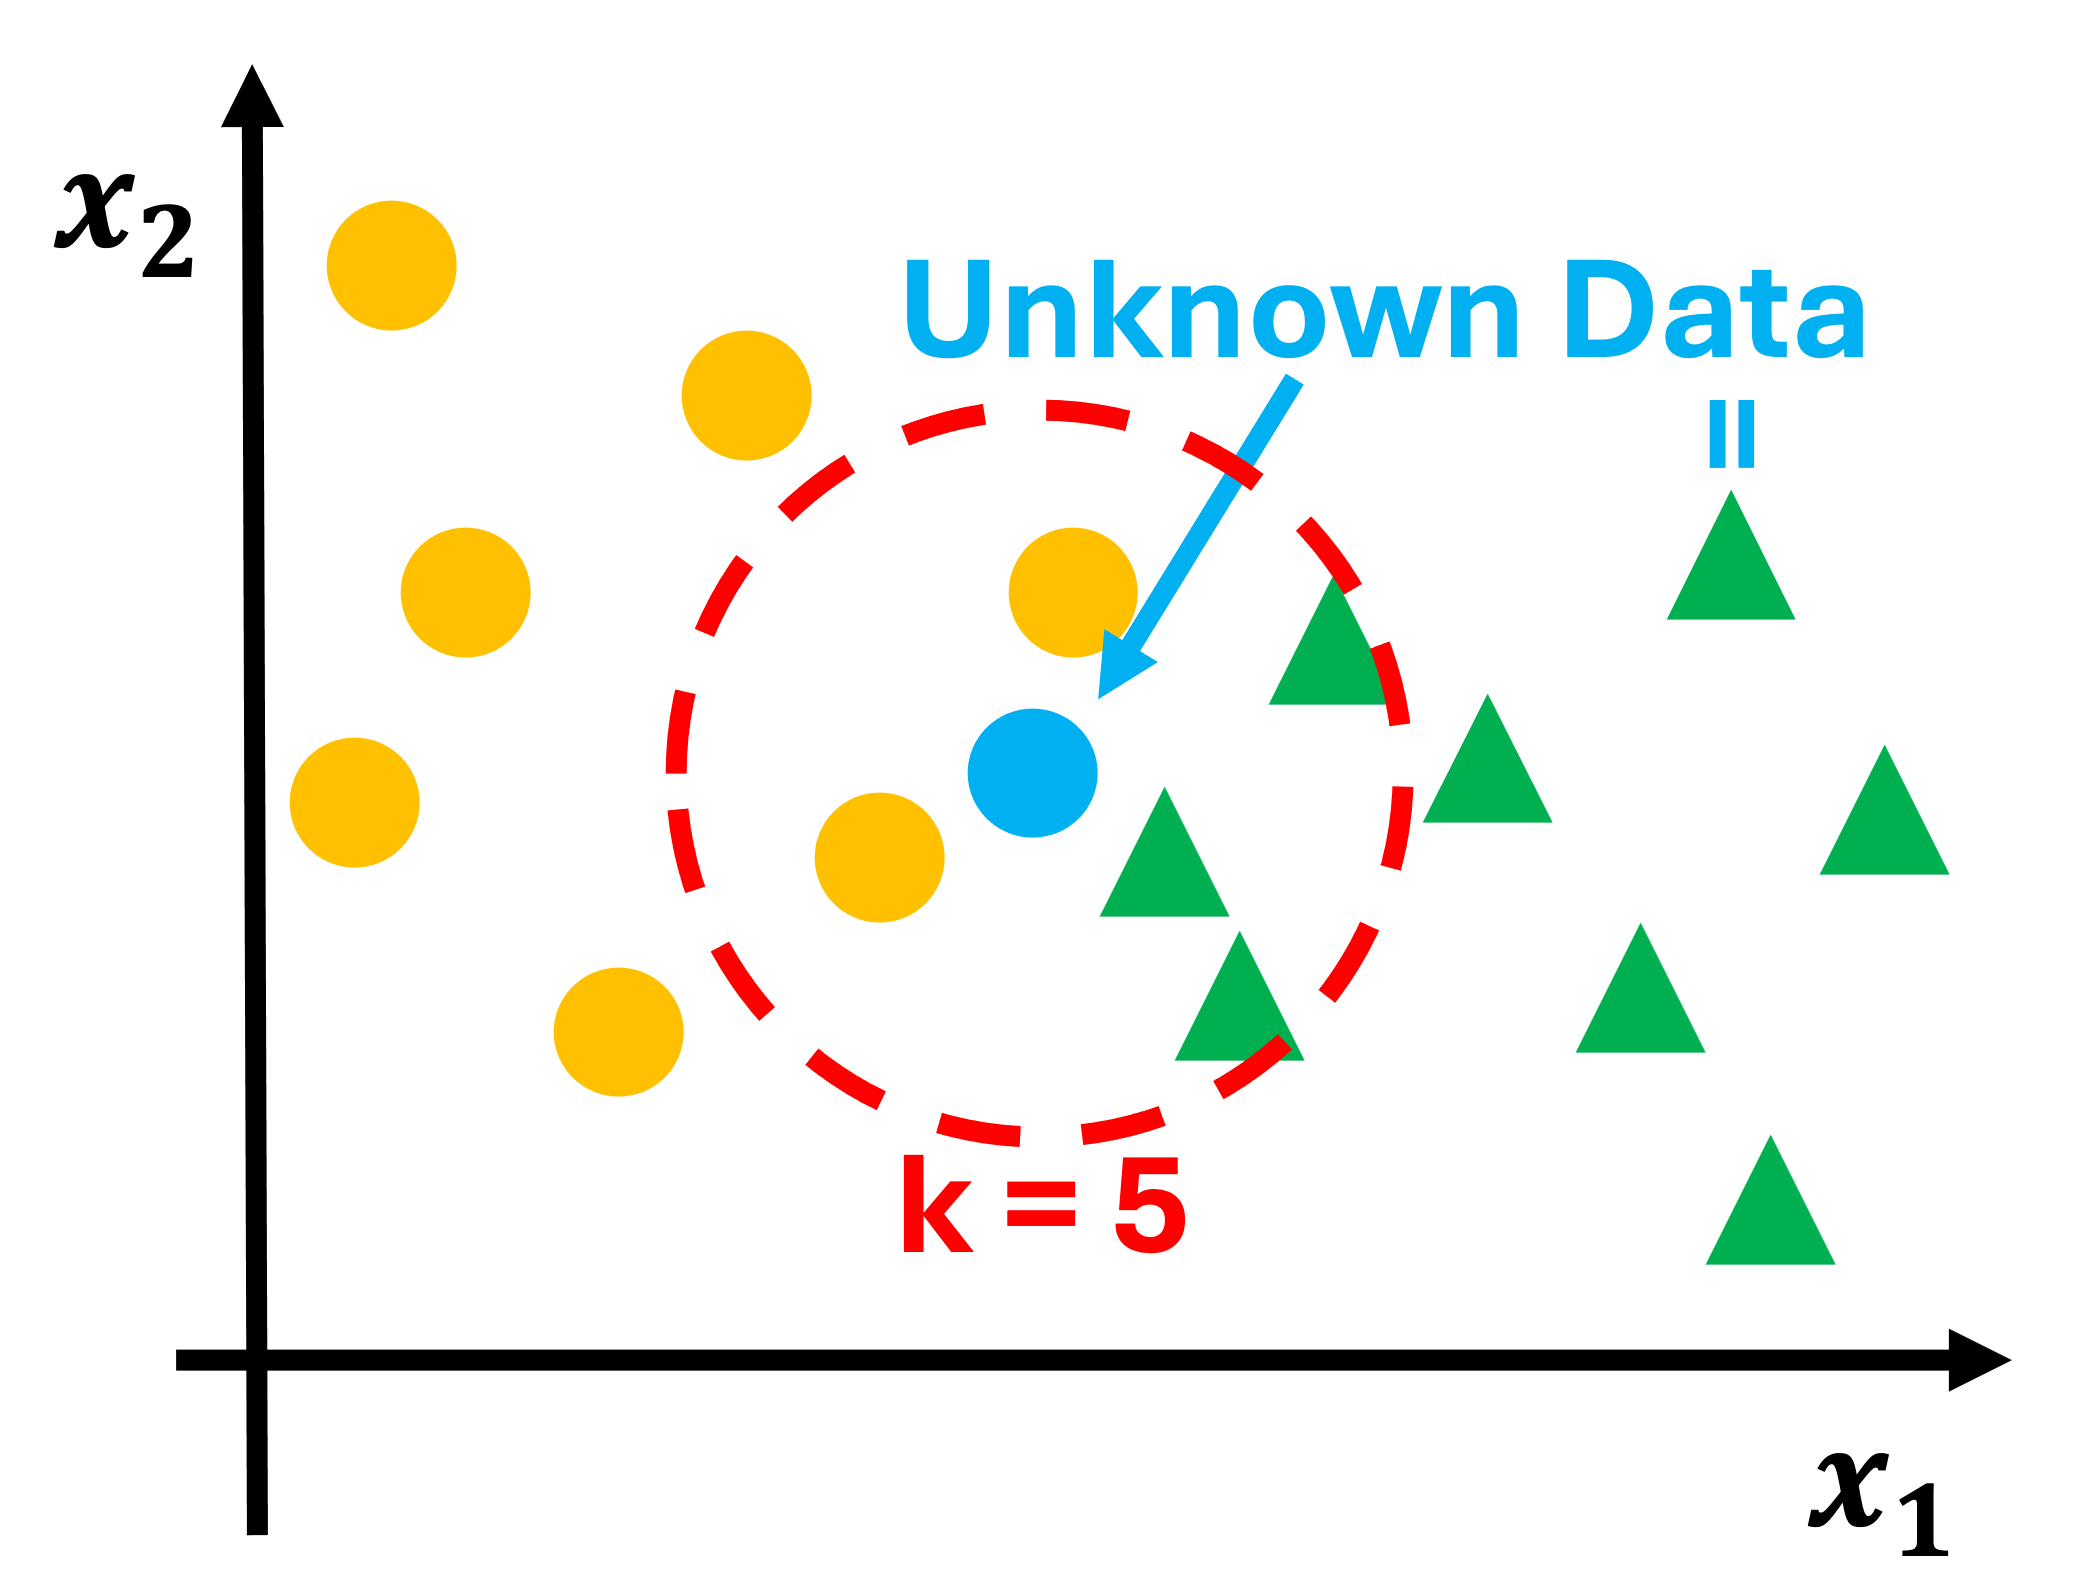 x₂
Unknown Data
=
k = 5
x₁